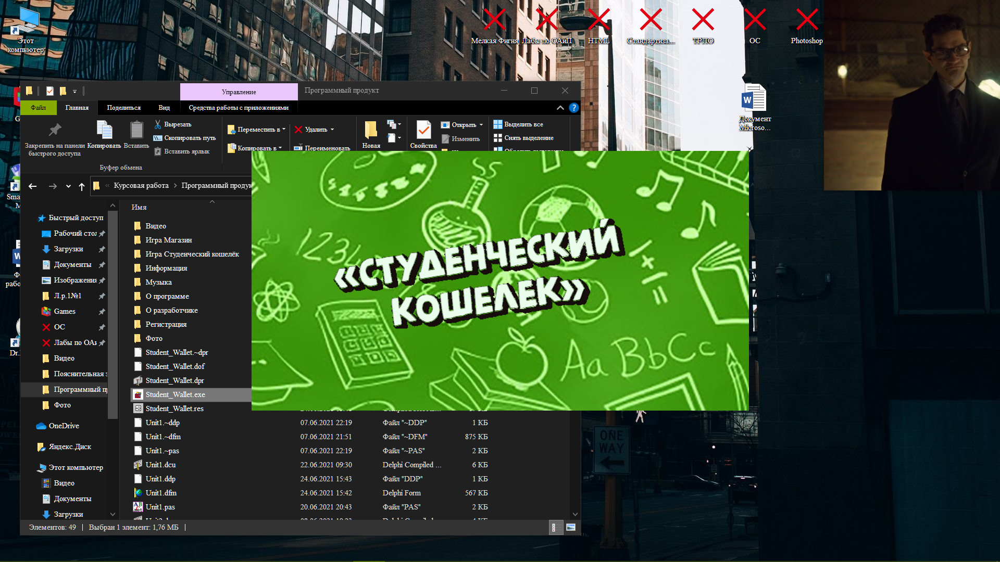 Этот
компьютер
Мелкая Фигня
Лабы по ОАиП
HTML
Стандартиза...
ТРПО
ОС
Photoshop
Документ
Microso...
Управление
Программный продукт
Файл
Главная
Поделиться
Вид
Средства работы с приложениями
Закрепить на панели
быстрого доступа
Копировать
Вставить
Вырезать
Скопировать путь
Вставить ярлык
Буфер обмена
Переместить в
Копировать в
Удалить
Переименовать
Новая
Свойства
Открыть
Изменить
Выделить все
Снять выделение
« Курсовая работа › Программный продук
Имя
Быстрый доступ
Рабочий стол
Загрузки
Документы
Изображения
Л.р.1№1
Games
ОС
Лабы по ОАи
Видео
Пояснительная з
Программный п
Фото
OneDrive
Яндекс.Диск
Этот компьютер
Видео
Документы
Загрузки
Видео
Игра Магазин
Игра Студенческий кошелёк
Информация
Музыка
О программе
О разработчике
Регистрация
Фото
Student_Wallet.~dpr
Student_Wallet.dof
Student_Wallet.dpr
Student_Wallet.exe
Student_Wallet.res
Unit1.~ddp 07.06.2021 22:19 Файл "~DDP" 1 КБ
Unit1.~dfm 07.06.2021 21:51 Файл "~DFM" 875 КБ
Unit1.~pas 07.06.2021 22:19 Файл "~PAS" 2 КБ
Unit1.dcu 22.06.2021 09:30 Delphi Compiled ... 6 КБ
Unit1.ddp 24.06.2021 15:43 Файл "DDP" 1 КБ
Unit1.dfm 24.06.2021 15:42 Delphi Form 567 КБ
Unit1.pas 20.06.2021 20:43 Файл "PAS" 2 КБ
Элементов: 49
Выбран 1 элемент: 1,76 МБ
«СТУДЕНЧЕСКИЙ
КОШЕЛЕК»
Aa BbCc
ONE
WAY